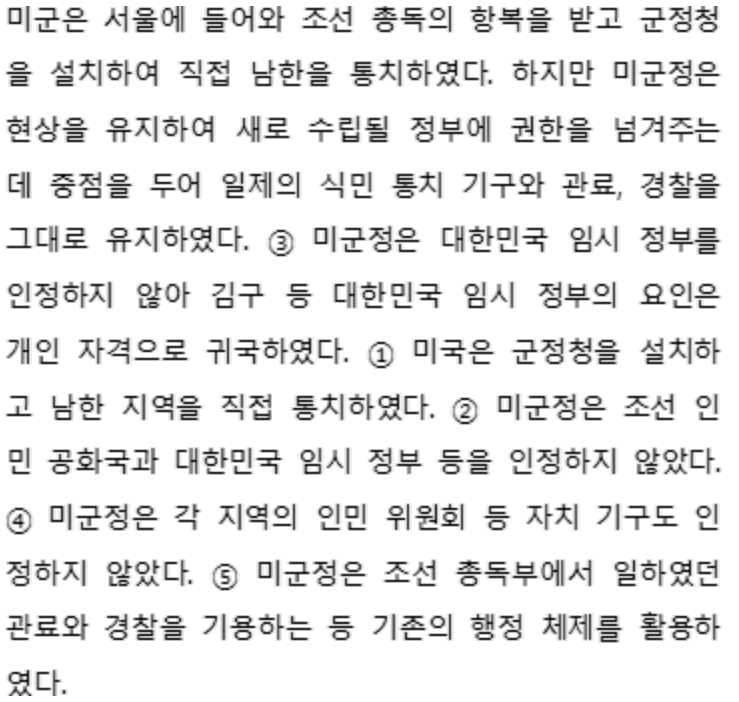 미군은 서울에 들어와 조선 총독의 항복을 받고 군정청
을 설치하여 직접 남한을 통치하였다. 하지만 미군정은
현상을 유지하여 새로 수립될 정부에 권한을 넘겨주는
데 중점을 두어 일제의 식민 통치 기구와 관료, 경찰을
그대로 유지하였다. ③ 미군정은 대한민국 임시 정부를
인정하지 않아 김구 등 대한민국 임시 정부의 요인은
개인 자격으로 귀국하였다. ① 미국은 군정청을 설치하
고 남한 지역을 직접 통치하였다. ② 미군정은 조선 인
민 공화국과 대한민국 임시 정부 등을 인정하지 않았다.
④ 미군정은 각 지역의 인민 위원회 등 자치 기구도 인
정하지 않았다. ⑤ 미군정은 조선 총독부에서 일하였던
관료와 경찰을 기용하는 등 기존의 행정 체제를 활용하
였다.